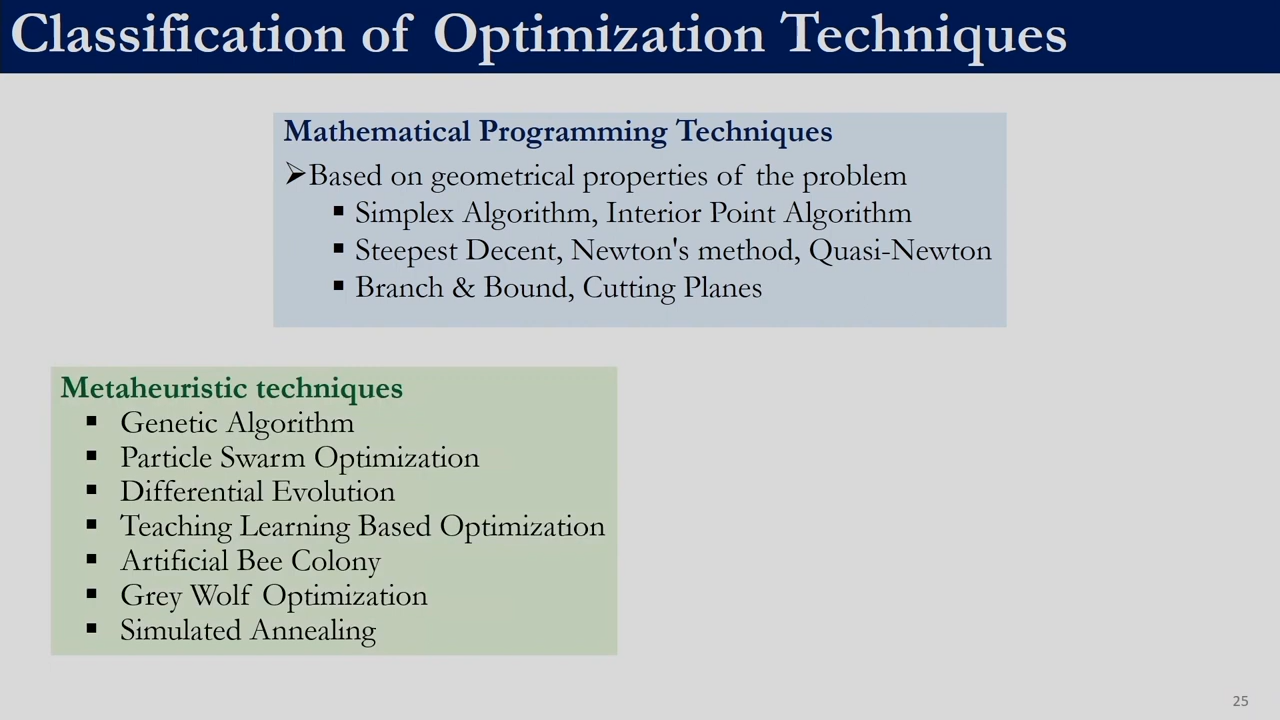 Classification of Optimization Techniques
Mathematical Programming Techniques
➢Based on geometrical properties of the problem
▪ Simplex Algorithm, Interior Point Algorithm
▪ Steepest Decent, Newton's method, Quasi-Newton
▪ Branch & Bound, Cutting Planes
Metaheuristic techniques
▪ Genetic Algorithm
▪ Particle Swarm Optimization
▪ Differential Evolution
▪ Teaching Learning Based Optimization
▪ Artificial Bee Colony
▪ Grey Wolf Optimization
▪ Simulated Annealing
25